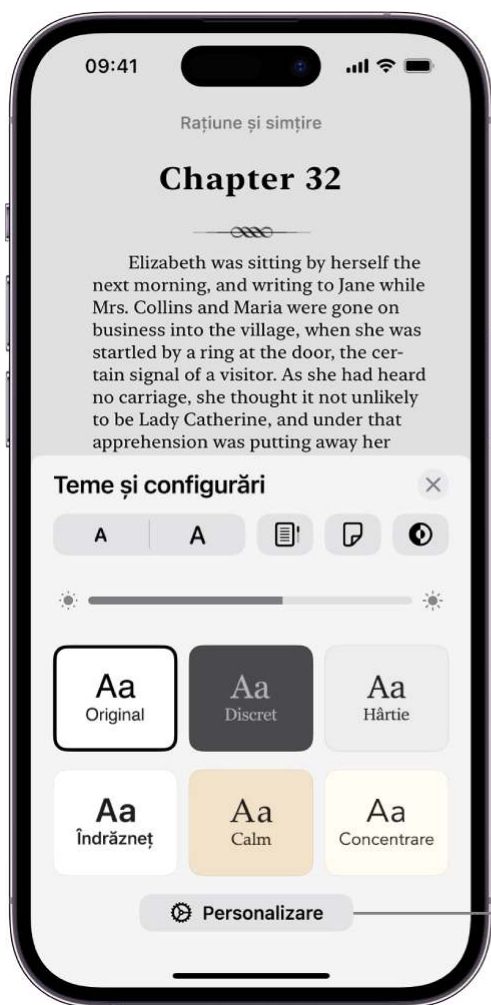 09:41
Rațiune și simțire
Chapter 32
Elizabeth was sitting by herself the
next morning, and writing to Jane while
Mrs. Collins and Maria were gone on
business into the village, when she was
startled by a ring at the door, the cer-
tain signal of a visitor. As she had heard
no carriage, she thought it not unlikely
to be Lady Catherine, and under that
apprehension was putting away her
Teme și configurări
A A
Aa Aa Aa
Original Discret Hârtie
Aa Aa Aa
Îndrăzneț Calm Concentrare
Personalizare